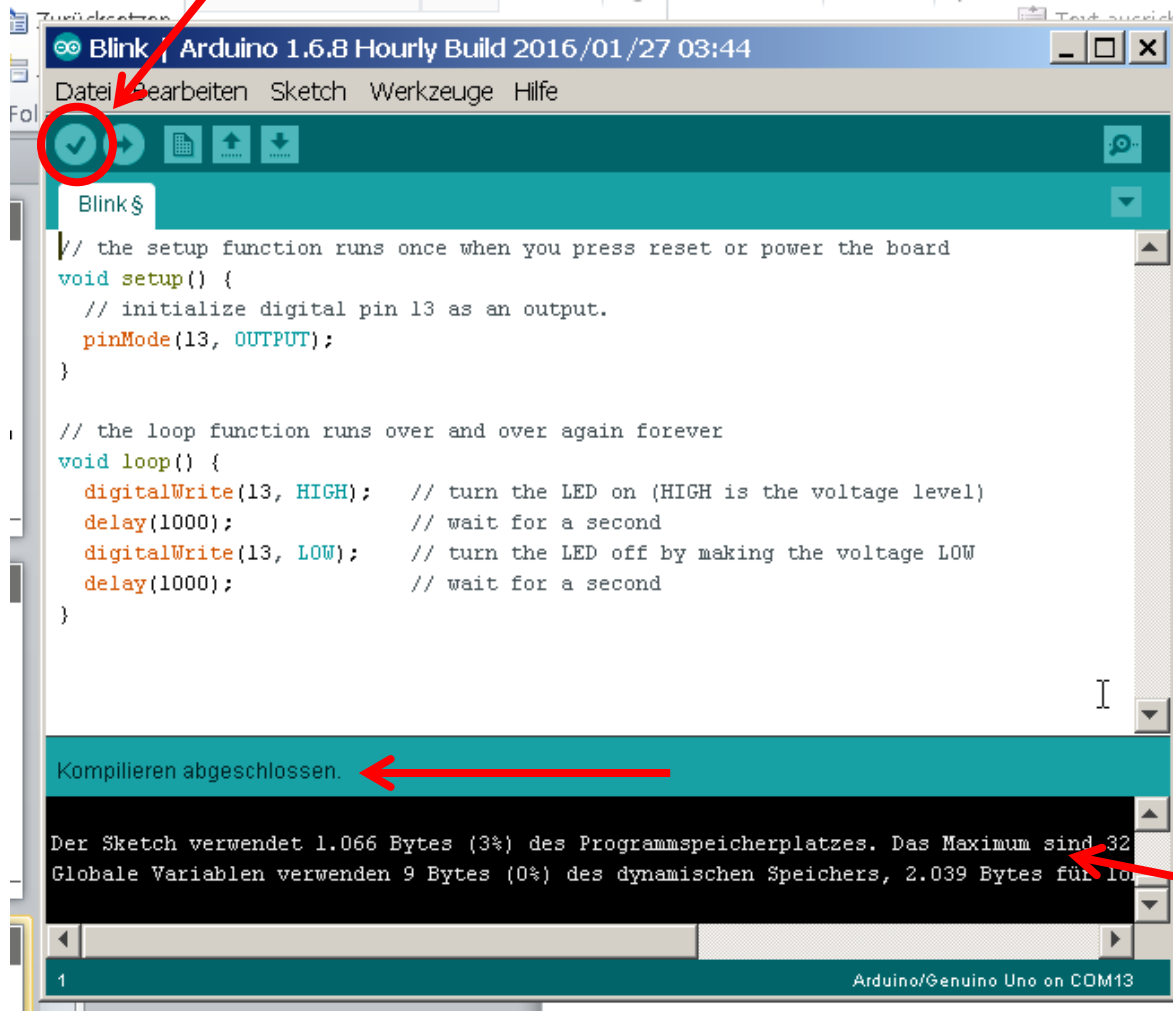 Zurücksetzen
Text ausrich
Fol
Blink | Arduino 1.6.8 Hourly Build 2016/01/27 03:44
Datei Bearbeiten Sketch Werkzeuge Hilfe
Blink §
// the setup function runs once when you press reset or power the board
void setup() {
  // initialize digital pin 13 as an output.
  pinMode(13, OUTPUT);
}
// the loop function runs over and over again forever
void loop() {
  digitalWrite(13, HIGH);   // turn the LED on (HIGH is the voltage level)
  delay(1000);              // wait for a second
  digitalWrite(13, LOW);    // turn the LED off by making the voltage LOW
  delay(1000);              // wait for a second
}
Kompilieren abgeschlossen.
Der Sketch verwendet 1.066 Bytes (3%) des Programmspeicherplatzes. Das Maximum sind 32
Globale Variablen verwenden 9 Bytes (0%) des dynamischen Speichers, 2.039 Bytes für
1
Arduino/Genuino Uno on COM13